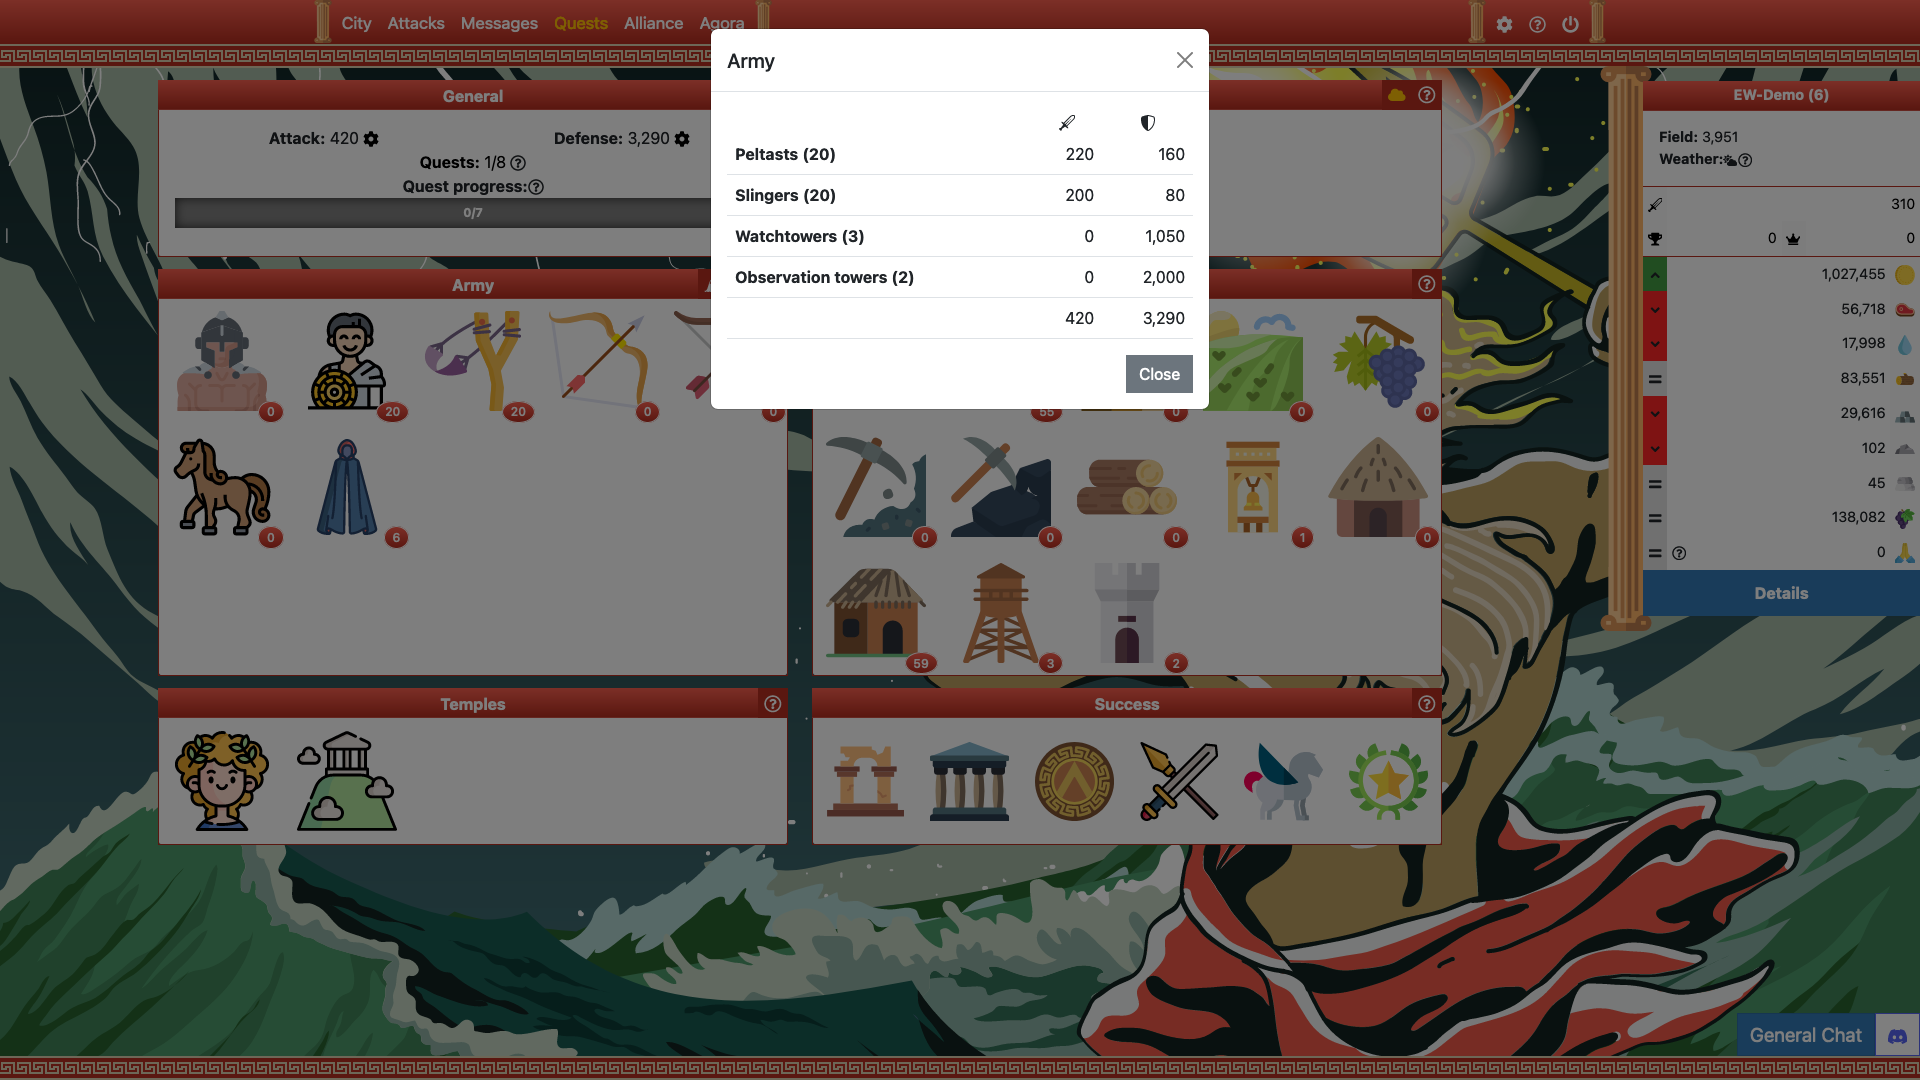 City Attacks Messages Quests Alliance Agora
Army
General
EW-Demo (6)
Attack: 420
Defense: 3,290
Quests: 1/8
Quest progress:
0/7
Field: 3,951
Weather:
Peltasts (20) 220 160
Slingers (20) 200 80
Watchtowers (3) 0 1,050
Observation towers (2) 0 2,000
420 3,290
Close
310
0 0
1,027,455
56,718
17,998
83,551
29,616
102
45
138,082
0
Details
Army
0 20 20 0 0
0 6
55 0 0 0
0 0 0 1 0
59 3 2
Temples
Success
General Chat